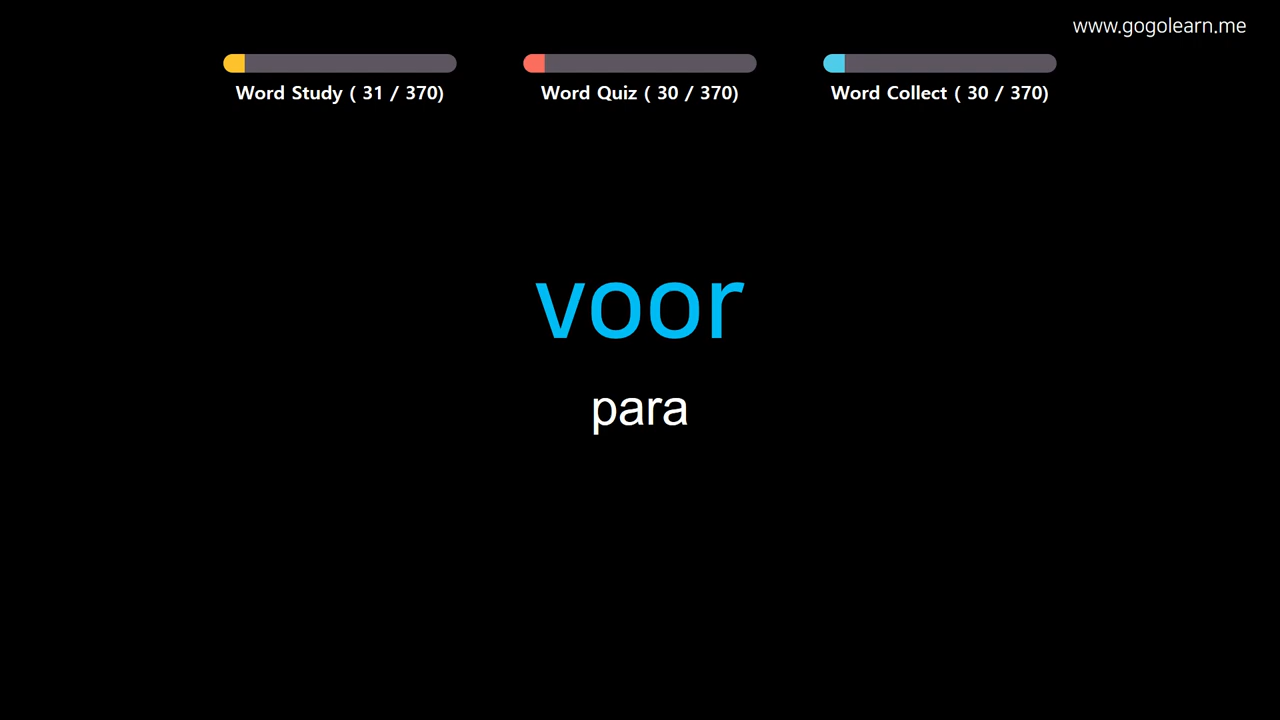 www.gogolearn.me
Word Study ( 31 / 370)
Word Quiz ( 30 / 370)
Word Collect ( 30 / 370)
voor
para